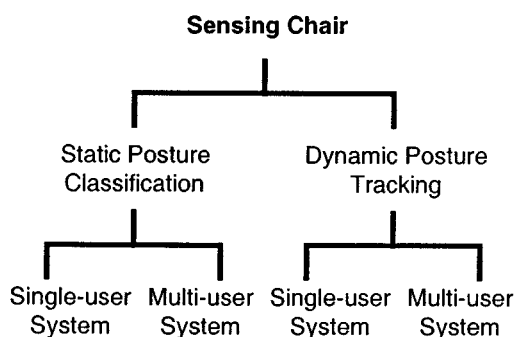 Sensing Chair
Static Posture
Classification
Dynamic Posture
Tracking
Single-user
System
Multi-user
System
Single-user
System
Multi-user
System